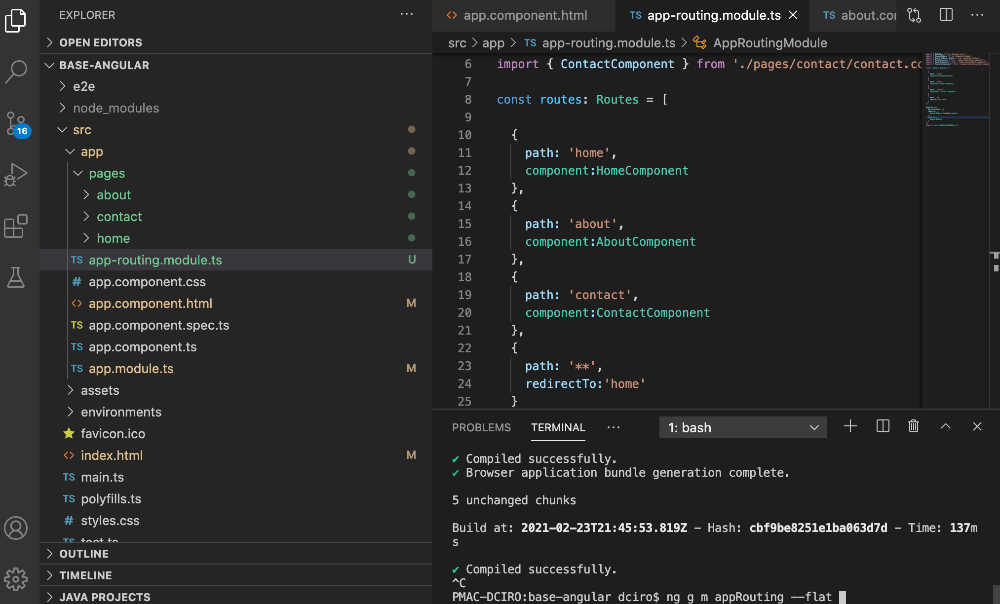 EXPLORER
OPEN EDITORS
BASE-ANGULAR
e2e
node_modules
src
app
pages
about
contact
home
TS app-routing.module.ts U
# app.component.css
<> app.component.html M
TS app.component.spec.ts
TS app.component.ts
TS app.module.ts M
assets
environments
favicon.ico
<> index.html M
TS main.ts
TS polyfills.ts
# styles.css
TS test.ts
OUTLINE
TIMELINE
JAVA PROJECTS
16
<> app.component.html
TS app-routing.module.ts
TS about.cor
src > app > TS app-routing.module.ts > AppRoutingModule
6 import { ContactComponent } from './pages/contact/contact.co
7
8 const routes: Routes = [
9
10 {
11 path: 'home',
12 component:HomeComponent
13 },
14 {
15 path: 'about',
16 component:AboutComponent
17 },
18 {
19 path: 'contact',
20 component:ContactComponent
21 },
22 {
23 path: '**',
24 redirectTo:'home'
25 }
PROBLEMS TERMINAL ··· 1: bash
✔ Compiled successfully.
✔ Browser application bundle generation complete.
5 unchanged chunks
Build at: 2021-02-23T21:45:53.819Z - Hash: cbf9be8251e1ba063d7d - Time: 137m
s
✔ Compiled successfully.
^C
PMAC-DCIRO:base-angular dciro$ ng g m appRouting --flat